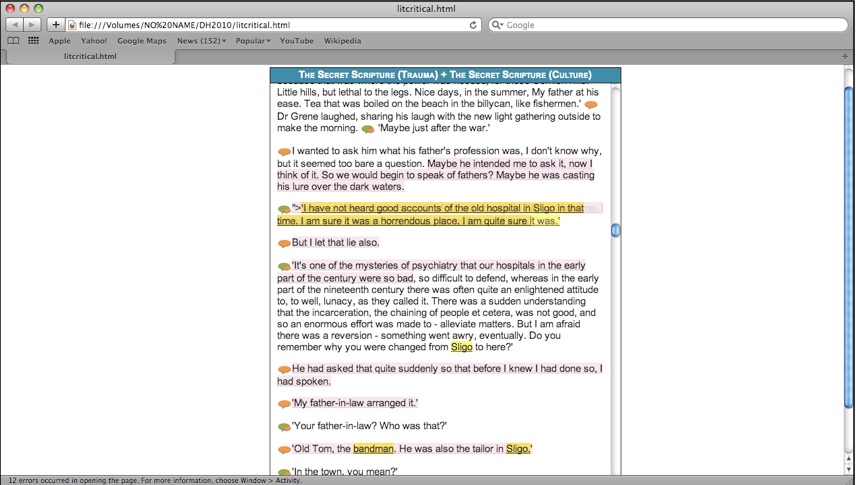 litcritical.html
file:///Volumes/NO%20NAME/DH2010/litcritical.html
Google
Apple Yahoo! Google Maps News (152) Popular YouTube Wikipedia
litcritical.html
The Secret Scripture (Trauma) + The Secret Scripture (Culture)
Little hills, but lethal to the legs. Nice days, in the summer, My father at his
ease. Tea that was boiled on the beach in the billycan, like fishermen.'
Dr Grene laughed, sharing his laugh with the new light gathering outside to
make the morning. 'Maybe just after the war.'
I wanted to ask him what his father's profession was, I don't know why,
but it seemed too bare a question. Maybe he intended me to ask it, now I
think of it. So we would begin to speak of fathers? Maybe he was casting
his lure over the dark waters.
">'I have not heard good accounts of the old hospital in Sligo in that
time. I am sure it was a horrendous place. I am quite sure it was.'
But I let that lie also.
'It's one of the mysteries of psychiatry that our hospitals in the early
part of the century were so bad, so difficult to defend, whereas in the early
part of the nineteenth century there was often quite an enlightened attitude
to, to well, lunacy, as they called it. There was a sudden understanding
that the incarceration, the chaining of people et cetera, was not good, and
so an enormous effort was made to - alleviate matters. But I am afraid
there was a reversion - something went awry, eventually. Do you
remember why you were changed from Sligo to here?'
He had asked that quite suddenly so that before I knew I had done so, I
had spoken.
'My father-in-law arranged it.'
'Your father-in-law? Who was that?'
'Old Tom, the bandman. He was also the tailor in Sligo.'
'In the town, you mean?'
12 errors occurred in opening the page. For more information, choose Window > Activity.